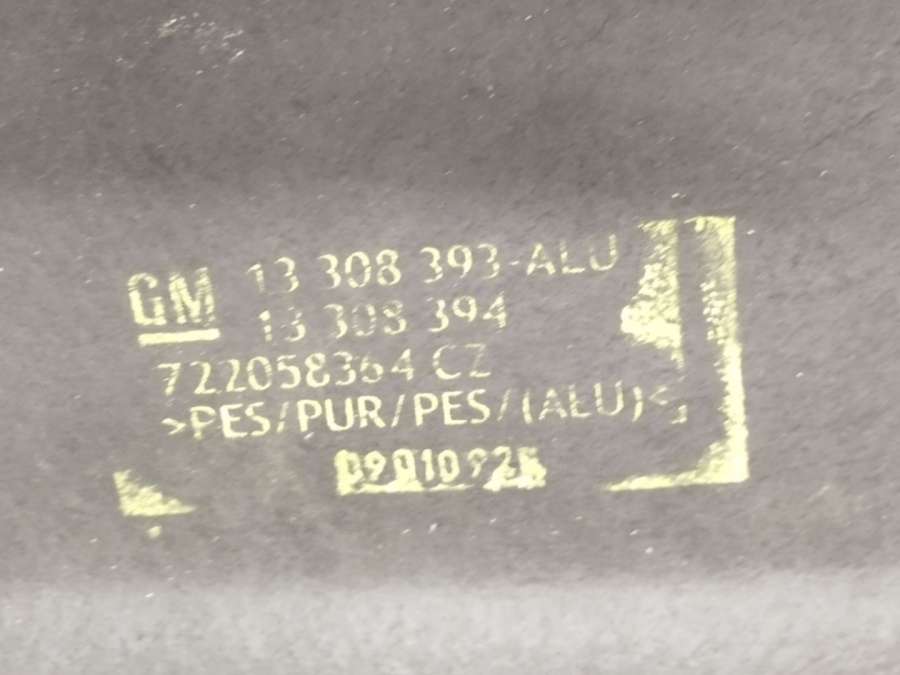 GM 13 308 393-ALU
13 308 394
722058364 CZ
>PES/PUR/PES/(ALU)<